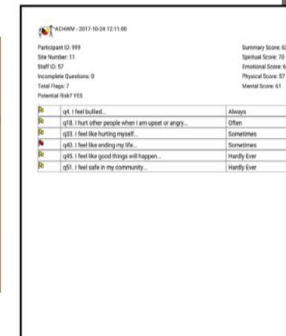 ACHWM - 2017-10-24 12:11:00
Participant ID: 999
Site Number: 11
Staff ID: 57
Incomplete Questions: 0
Total Flags: 7
Potential Risk? YES
Summary Score: 62
Spiritual Score: 70
Emotional Score: 6
Physical Score: 57
Mental Score: 61
q4. I feel bullied... Always
q18. I hurt other people when I am upset or angry... Often
q33. I feel like hurting myself... Sometimes
q40. I feel like ending my life... Sometimes
q45. I feel like good things will happen... Hardly Ever
q51. I feel safe in my community... Hardly Ever